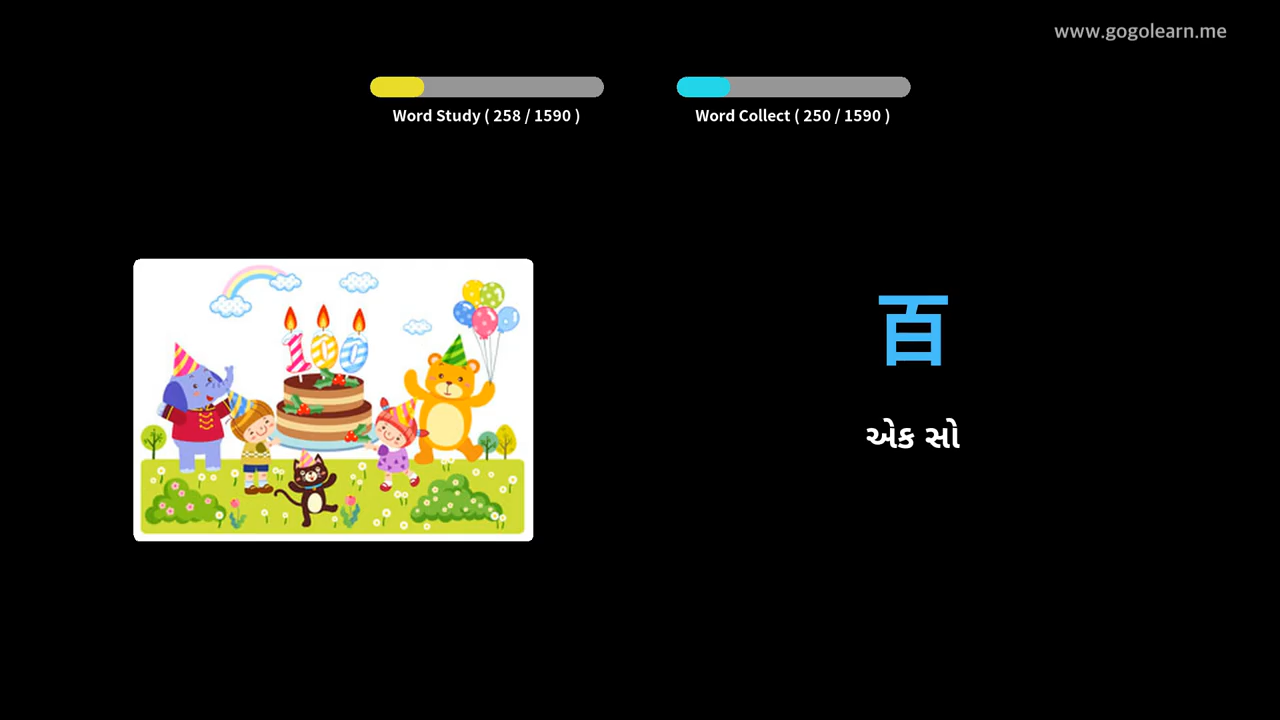 www.gogolearn.me
Word Study ( 258 / 1590 )
Word Collect ( 250 / 1590 )
100
百
એક સો